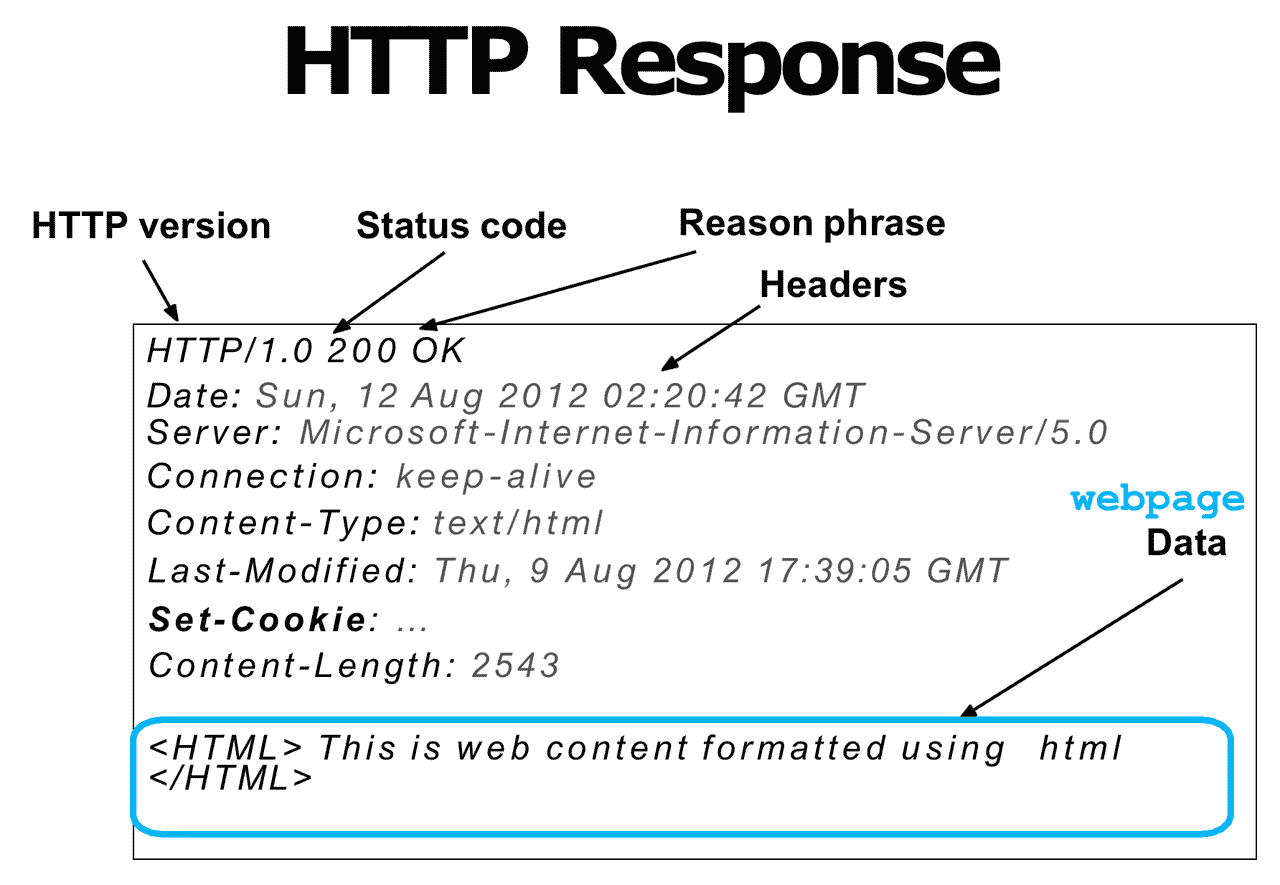 HTTP Response
HTTP version
Status code
Reason phrase
Headers
HTTP/1.0 200 OK
Date: Sun, 12 Aug 2012 02:20:42 GMT
Server: Microsoft-Internet-Information-Server/5.0
Connection: keep-alive
Content-Type: text/html
Last-Modified: Thu, 9 Aug 2012 17:39:05 GMT
Set-Cookie: ...
Content-Length: 2543
webpage
Data
<HTML> This is web content formatted using html
</HTML>